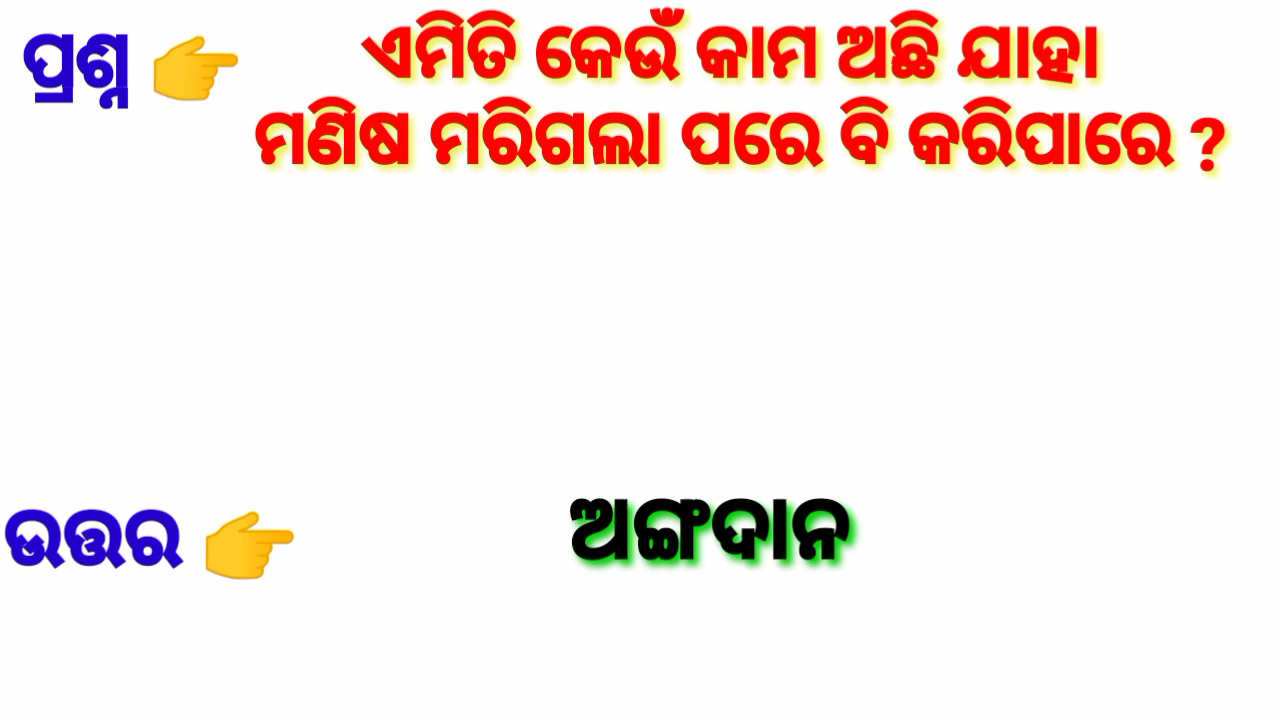 ପ୍ରଶ୍ନ 👉 ଏମିତି କେଉଁ କାମ ଅଛି ଯାହା
ମଣିଷ ମରିଗଲା ପରେ ବି କରିପାରେ ?
ଉତ୍ତର 👉 ଅଙ୍ଗଦାନ